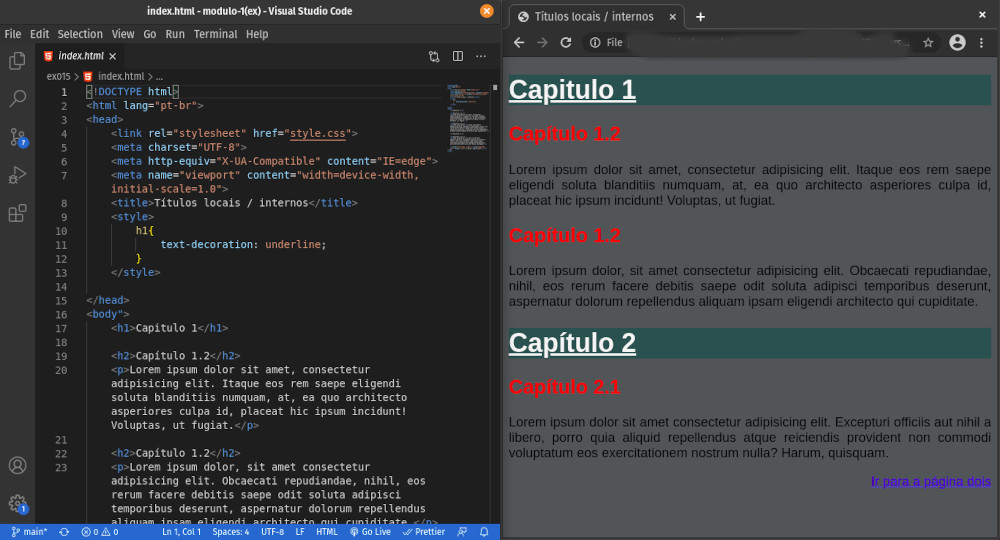 index.html - modulo-1(ex) - Visual Studio Code
File Edit Selection View Go Run Terminal Help
index.html
ex015 > index.html > ...
1 <!DOCTYPE html>
2 <html lang="pt-br">
3 <head>
4 <link rel="stylesheet" href="style.css">
5 <meta charset="UTF-8">
6 <meta http-equiv="X-UA-Compatible" content="IE=edge">
7 <meta name="viewport" content="width=device-width,
initial-scale=1.0">
8 <title>Títulos locais / internos</title>
9 <style>
10 h1{
11 text-decoration: underline;
12 }
13 </style>
14
15 </head>
16 <body">
17 <h1>Capitulo 1</h1>
18
19 <h2>Capítulo 1.2</h2>
20 <p>Lorem ipsum dolor sit amet, consectetur
adipisicing elit. Itaque eos rem saepe eligendi
soluta blanditiis numquam, at, ea quo architecto
asperiores culpa id, placeat hic ipsum incidunt!
Voluptas, ut fugiat.</p>
21
22 <h2>Capítulo 1.2</h2>
23 <p>Lorem ipsum dolor, sit amet consectetur
adipisicing elit. Obcaecati repudiandae, nihil, eos
rerum facere debitis saepe odit soluta adipisci
temporibus deserunt, aspernatur dolorum repellendus
aliquam ipsam eligendi architecto qui cupiditate.</p>
7
1
main* 0 0 Ln 1, Col 1 Spaces: 4 UTF-8 LF HTML Go Live Prettier
Títulos locais / internos
File
Capitulo 1
Capítulo 1.2
Lorem ipsum dolor sit amet, consectetur adipisicing elit. Itaque eos rem saepe
eligendi soluta blanditiis numquam, at, ea quo architecto asperiores culpa id,
placeat hic ipsum incidunt! Voluptas, ut fugiat.
Capítulo 1.2
Lorem ipsum dolor, sit amet consectetur adipisicing elit. Obcaecati repudiandae,
nihil, eos rerum facere debitis saepe odit soluta adipisci temporibus deserunt,
aspernatur dolorum repellendus aliquam ipsam eligendi architecto qui cupiditate.
Capítulo 2
Capítulo 2.1
Lorem ipsum dolor sit amet consectetur adipisicing elit. Excepturi officiis aut nihil a
libero, porro quia aliquid repellendus atque reiciendis provident non commodi
voluptatum eos exercitationem nostrum nulla? Harum, quisquam.
Ir para a página dois